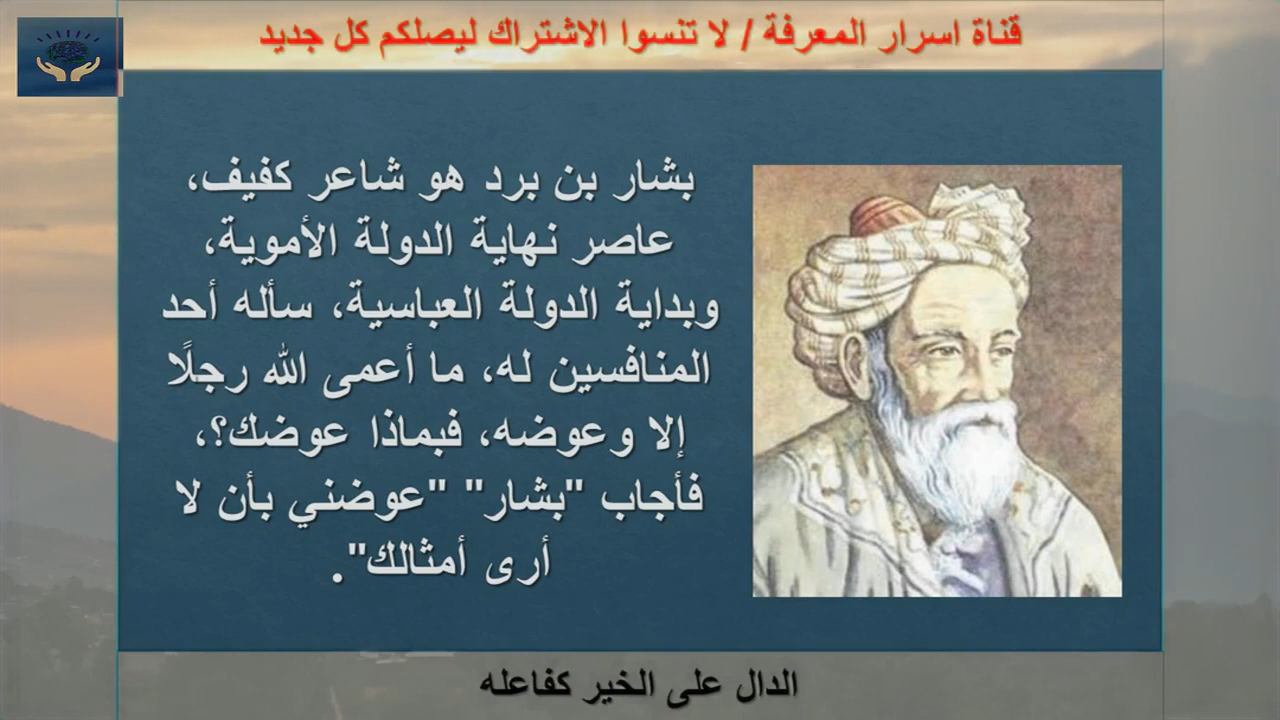 قناة اسرار المعرفة / لا تنسوا الاشتراك ليصلكم كل جديد
بشار بن برد هو شاعر كفيف،
عاصر نهاية الدولة الأموية،
وبداية الدولة العباسية، سأله أحد
المنافسين له، ما أعمى الله رجلًا
إلا وعوضه، فبماذا عوضك؟،
فأجاب "بشار" "عوضني بأن لا
أرى أمثالك".
الدال على الخير كفاعله